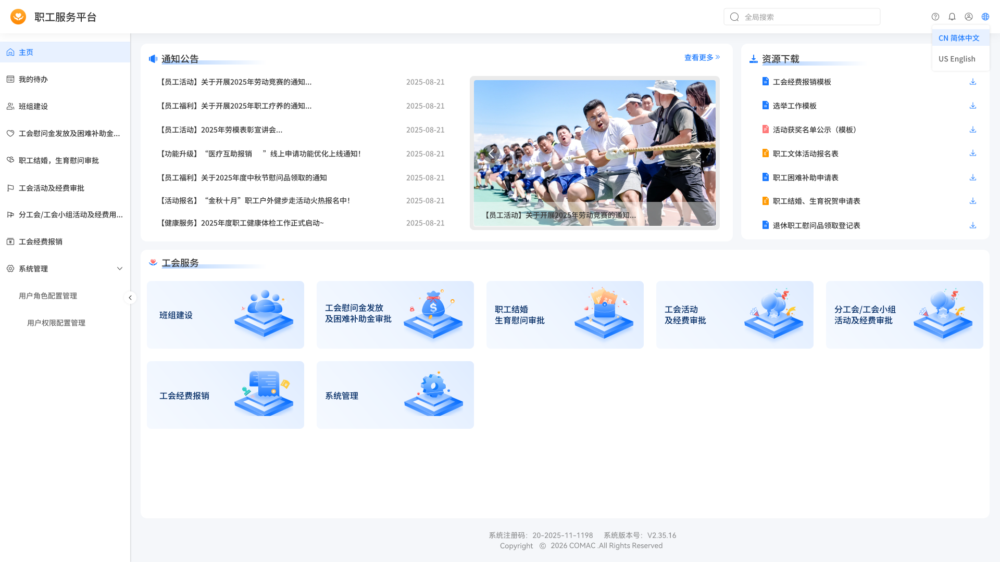 职工服务平台
全局搜索
CN 简体中文
US English
主页
我的待办
班组建设
工会慰问金发放及困难补助金...
职工结婚，生育慰问审批
工会活动及经费审批
分工会/工会小组活动及经费用...
工会经费报销
系统管理
用户角色配置管理
用户权限配置管理
通知公告
查看更多
【员工活动】关于开展2025年劳动竞赛的通知... 2025-08-21
【员工福利】关于开展2025年职工疗养的通知... 2025-08-21
【员工活动】2025年劳模表彰宣讲会... 2025-08-21
【功能升级】“医疗互助报销 ”线上申请功能优化上线通知！ 2025-08-21
【员工福利】关于2025年度中秋节慰问品领取的通知 2025-08-21
【活动报名】“金秋十月”职工户外健步走活动火热报名中！ 2025-08-21
【健康服务】2025年度职工健康体检工作正式启动~ 2025-08-21
【员工活动】关于开展2025年劳动竞赛的通知...
资源下载
工会经费报销模板
选举工作模板
活动获奖名单公示（模板）
职工文体活动报名表
职工困难补助申请表
职工结婚、生育祝贺申请表
退休职工慰问品领取登记表
工会服务
班组建设
工会慰问金发放
及困难补助金审批
职工结婚
生育慰问审批
工会活动
及经费审批
分工会/工会小组
活动及经费审批
工会经费报销
系统管理
系统注册码：20-2025-11-1198 系统版本号：V2.35.16
Copyright © 2026 COMAC .All Rights Reserved